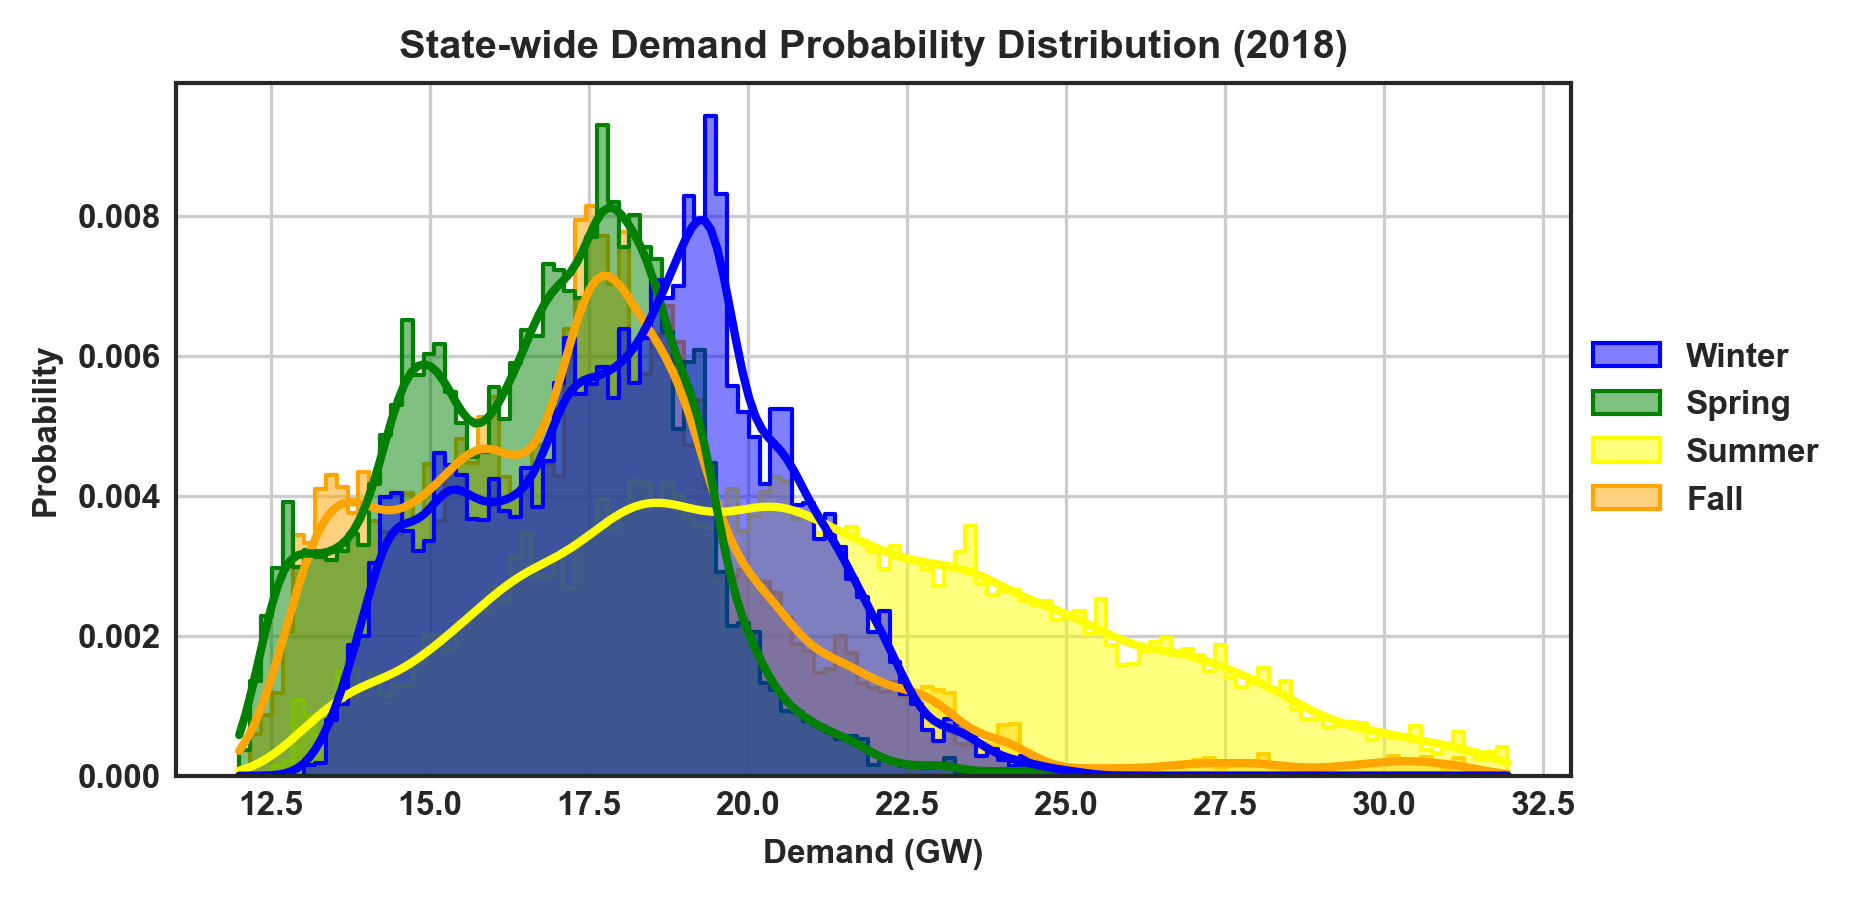 State-wide Demand Probability Distribution (2018)
Probability
0.008
0.006
0.004
0.002
0.000
12.5 15.0 17.5 20.0 22.5 25.0 27.5 30.0 32.5
Demand (GW)
Winter
Spring
Summer
Fall